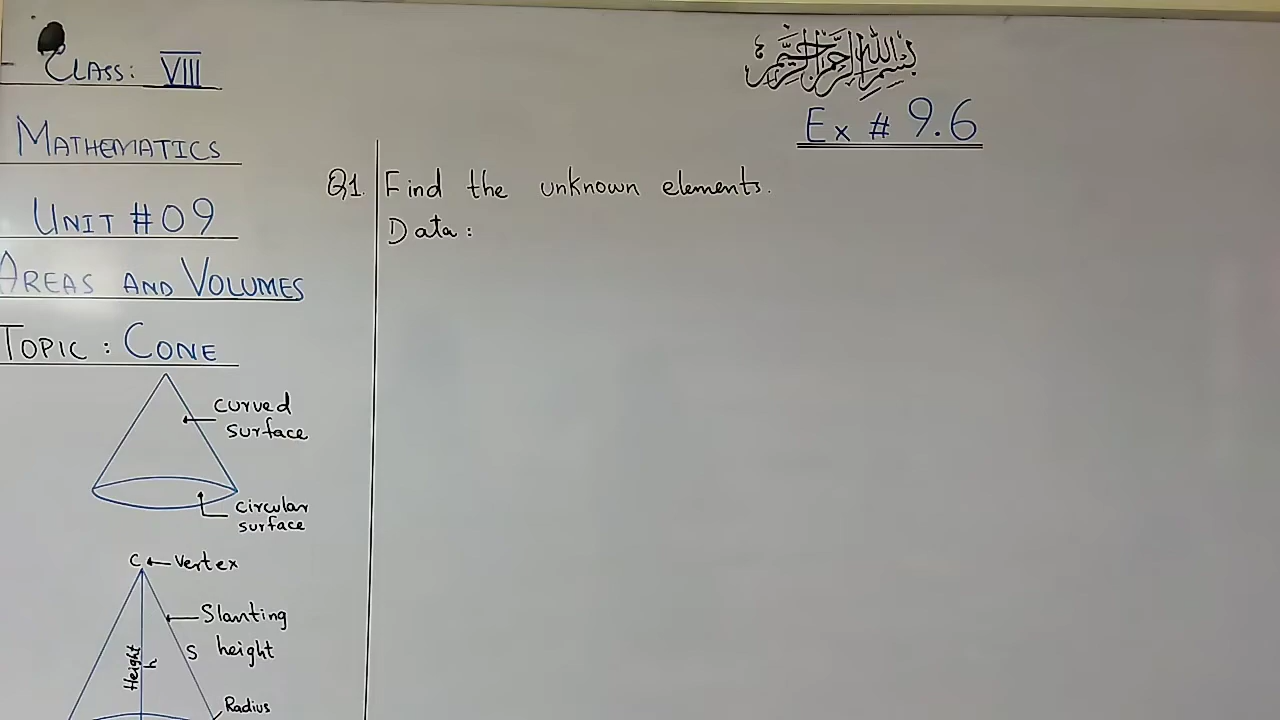 CLASS: VIII
MATHEMATICS
UNIT # 09
AREAS AND VOLUMES
TOPIC : CONE
curved
surface
circular
surface
C ← Vertex
Slanting
S height
Height
h
Radius
بسم الله الرحمن الرحيم
Ex # 9.6
Q1. Find the unknown elements.
Data: